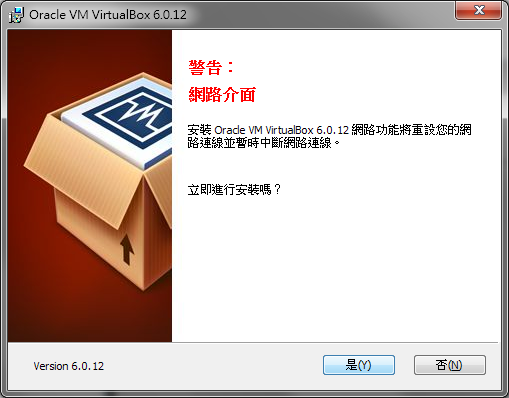 Oracle VM VirtualBox 6.0.12
警告：
網路介面
安裝 Oracle VM VirtualBox 6.0.12 網路功能將重設您的網
路連線並暫時中斷網路連線。
立即進行安裝嗎？
Version 6.0.12
是(Y)
否(N)